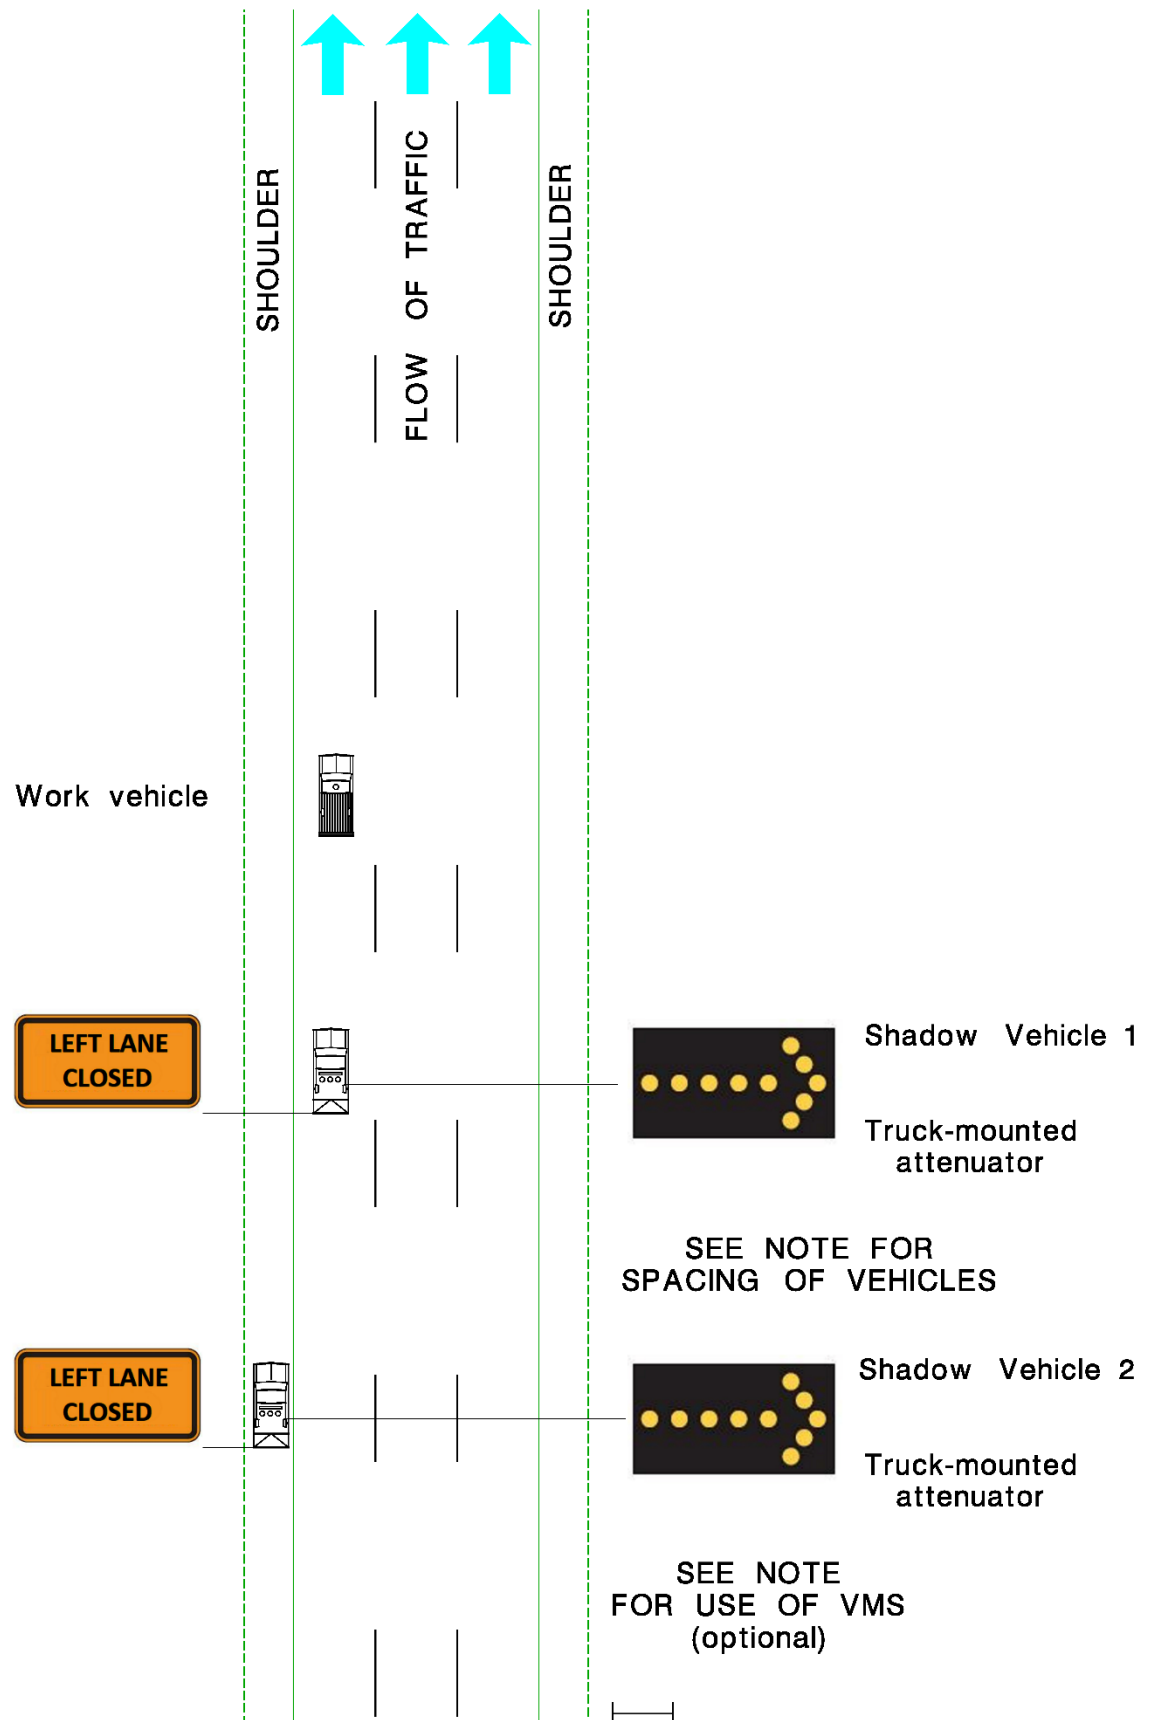 SHOULDER
FLOW OF TRAFFIC
SHOULDER
Work vehicle
LEFT LANE
CLOSED
Shadow Vehicle 1
Truck-mounted
attenuator
SEE NOTE FOR
SPACING OF VEHICLES
LEFT LANE
CLOSED
Shadow Vehicle 2
Truck-mounted
attenuator
SEE NOTE
FOR USE OF VMS
(optional)